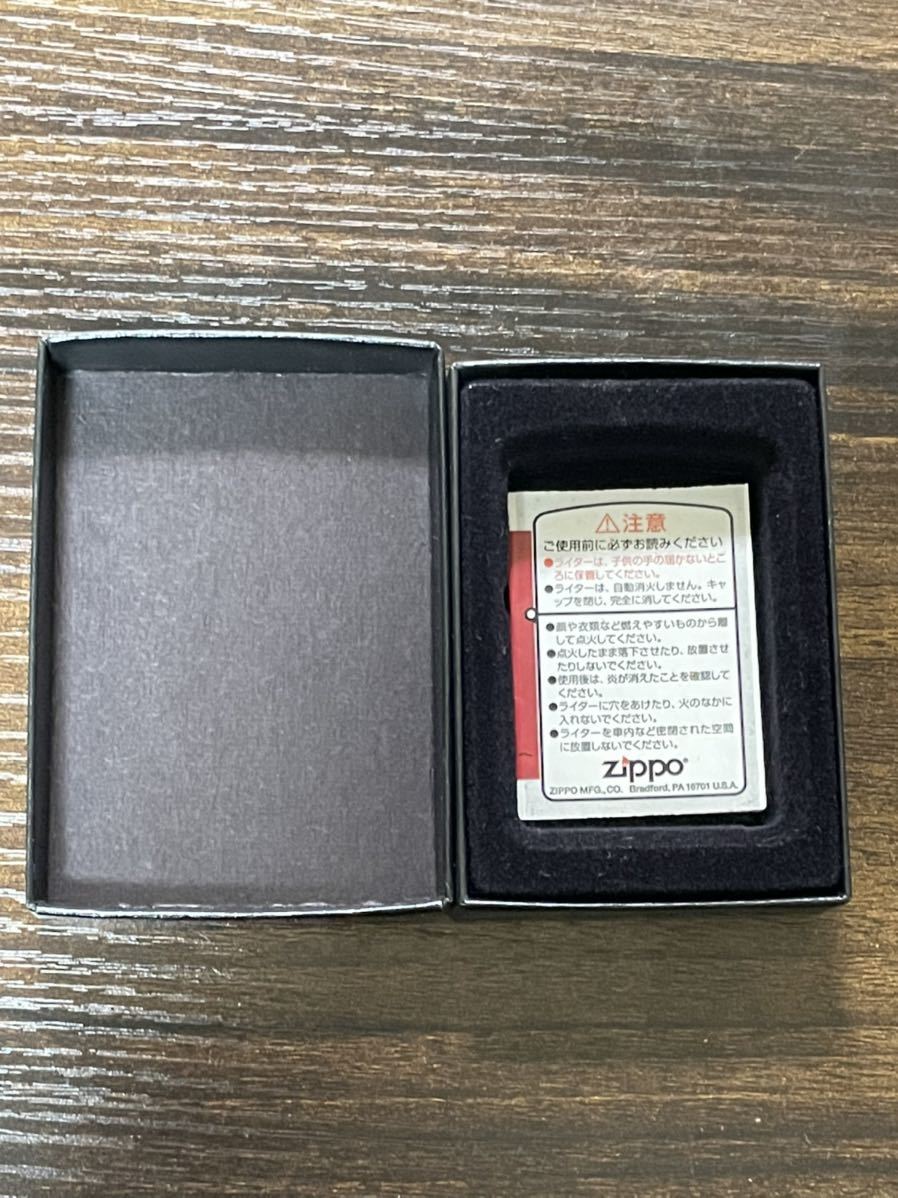 ⚠注意
ご使用前に必ずお読みください
●ライターは、子供の手の届かないとこ
ろに保管してください。
●ライターは、自動消火しません。キャ
ップを閉じ、完全に消してください。
●顔や衣類など燃えやすいものから離
して点火してください。
●点火したまま落下させたり、放置させ
たりしないでください。
●使用後は、炎が消えたことを確認して
ください。
●ライターに穴をあけたり、火のなかに
入れないでください。
●ライターを車内など密閉された空間
に放置しないでください。
zippo®
ZIPPO MFG., CO. Bradford, PA 16701 U.S.A.